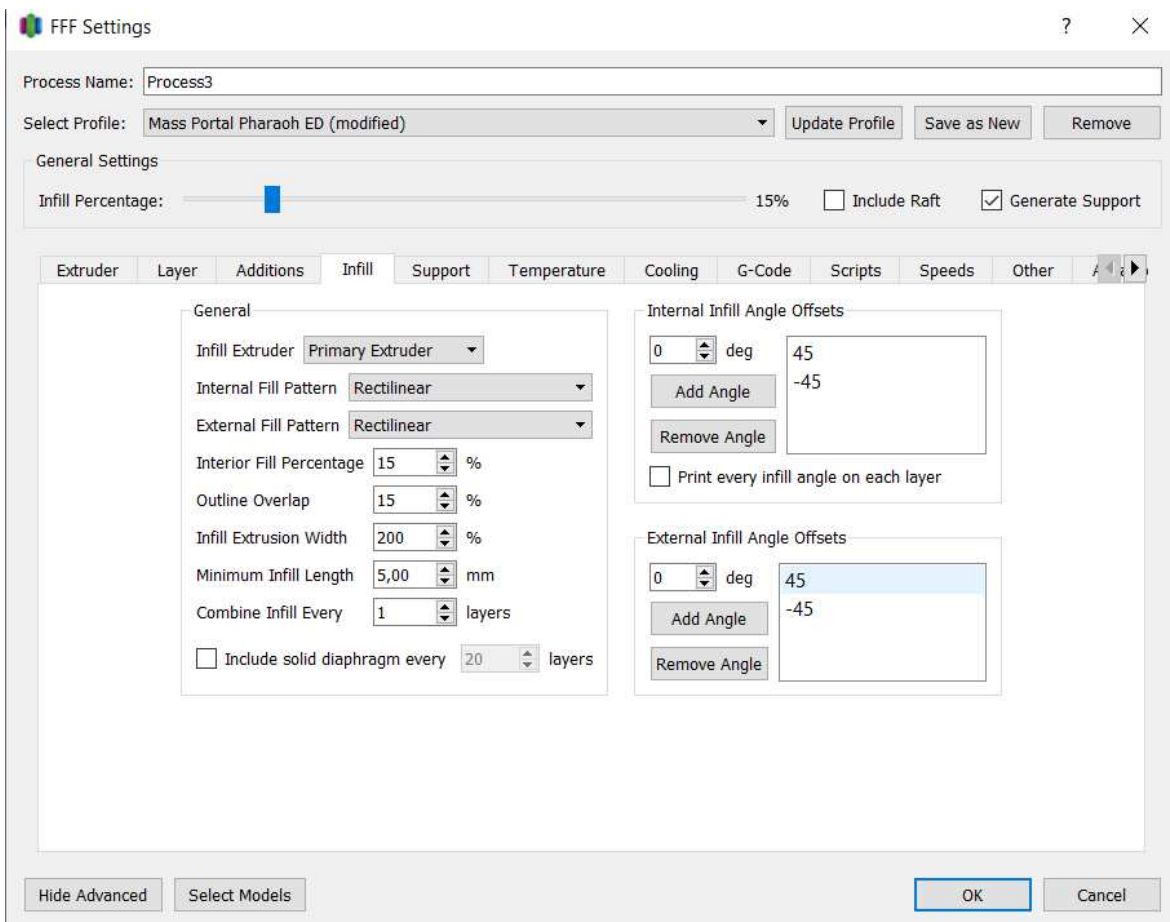 FFF Settings ?
Process Name: Process3
Select Profile: Mass Portal Pharaoh ED (modified) Update Profile Save as New Remove
General Settings
Infill Percentage: 15% Include Raft Generate Support
Extruder Layer Additions Infill Support Temperature Cooling G-Code Scripts Speeds Other
General
Infill Extruder Primary Extruder
Internal Fill Pattern Rectilinear
External Fill Pattern Rectilinear
Interior Fill Percentage 15 %
Outline Overlap 15 %
Infill Extrusion Width 200 %
Minimum Infill Length 5,00 mm
Combine Infill Every 1 layers
Include solid diaphragm every 20 layers
Internal Infill Angle Offsets
0 deg 45
Add Angle -45
Remove Angle
Print every infill angle on each layer
External Infill Angle Offsets
0 deg 45
Add Angle -45
Remove Angle
Hide Advanced Select Models OK Cancel